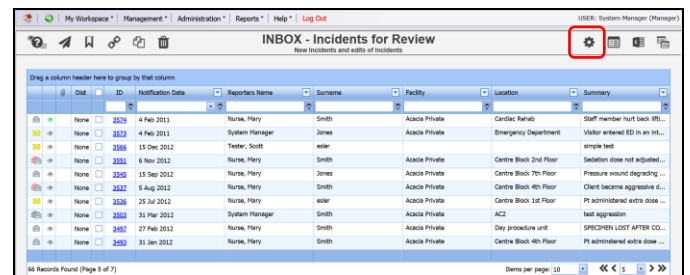 My Workspace Management Administration Reports Help Log Out USER: System Manager (Manager)
INBOX - Incidents for Review
New Incidents and edits of Incidents
Drag a column header here to group by that column
Dist ID Notification Date Reporters Name Surname Facility Location Summary
None 3574 4 Feb 2011 Nurse, Mary Smith Acacia Private Cardiac Rehab Staff member hurt back lifti...
None 3573 4 Feb 2011 System Manager Jones Acacia Private Emergency Department Visitor entered ED in an int...
None 3566 15 Dec 2012 Tester, Scott esler simple test
None 3551 6 Nov 2012 Nurse, Mary Smith Acacia Private Centre Block 2nd Floor Sedation dose not adjusted...
None 3545 15 Sep 2012 Nurse, Mary Jones Acacia Private Centre Block 7th Floor Pressure wound degrading ...
None 3537 5 Aug 2012 Nurse, Mary Smith Acacia Private Centre Block 4th Floor Client became aggressive d...
None 3536 25 Jul 2012 Nurse, Mary esler Acacia Private Centre Block 1st Floor Pt administered extra dose ...
None 3503 31 Mar 2012 System Manager Smith Acacia Private AC2 test aggression
None 3497 27 Feb 2012 Nurse, Mary Smith Acacia Private Day procedure unit SPECIMEN LOST AFTER CO...
None 3493 31 Jan 2012 Nurse, Mary Smith Acacia Private Centre Block 4th Floor Pt adminstered extra dose ...
66 Records Found (Page 5 of 7) Items per page: 10 5